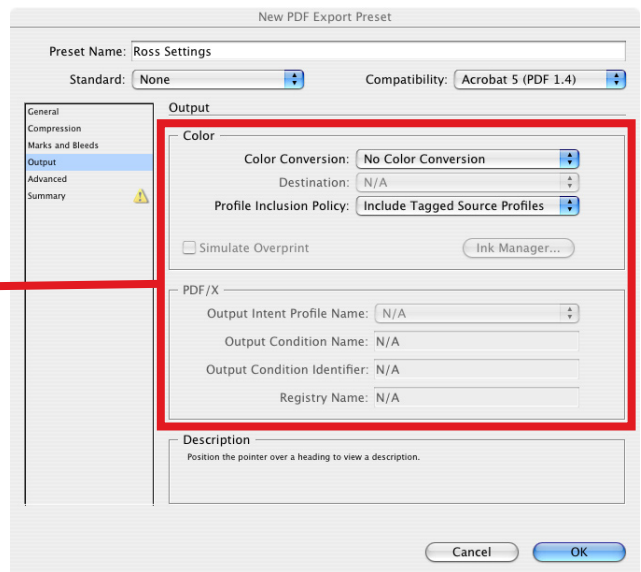 New PDF Export Preset
Preset Name: Ross Settings
Standard: None Compatibility: Acrobat 5 (PDF 1.4)
General
Compression
Marks and Bleeds
Output
Advanced
Summary
Output
Color
Color Conversion: No Color Conversion
Destination: N/A
Profile Inclusion Policy: Include Tagged Source Profiles
Simulate Overprint Ink Manager...
PDF/X
Output Intent Profile Name: N/A
Output Condition Name: N/A
Output Condition Identifier: N/A
Registry Name: N/A
Description
Position the pointer over a heading to view a description.
Cancel OK